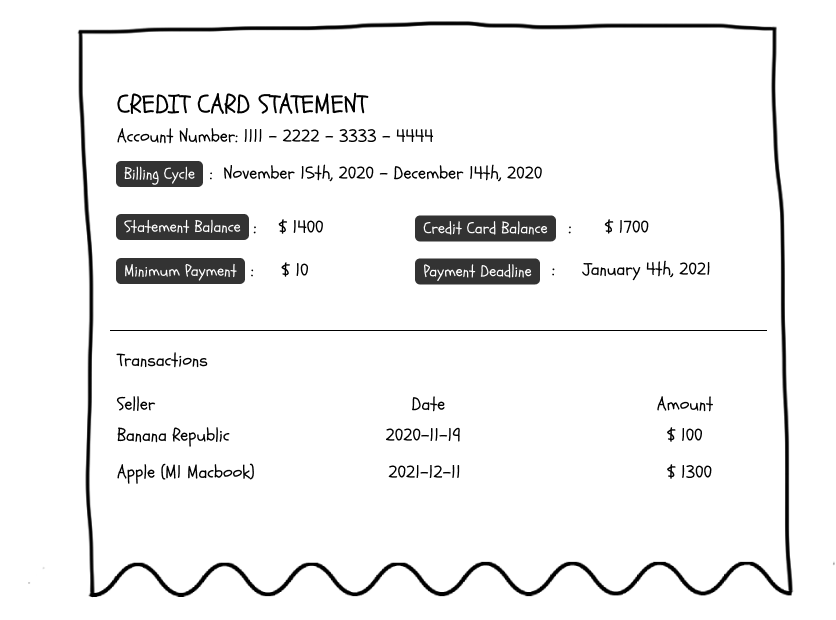 CREDIT CARD STATEMENT
Account Number: 1111 - 2222 - 3333 - 4444
Billing Cycle : November 15th, 2020 - December 14th, 2020
Statement Balance : $ 1400 Credit Card Balance : $ 1700
Minimum Payment : $ 10 Payment Deadline : January 4th, 2021
Transactions
Seller Date Amount
Banana Republic 2020-11-19 $ 100
Apple (M1 Macbook) 2021-12-11 $ 1300